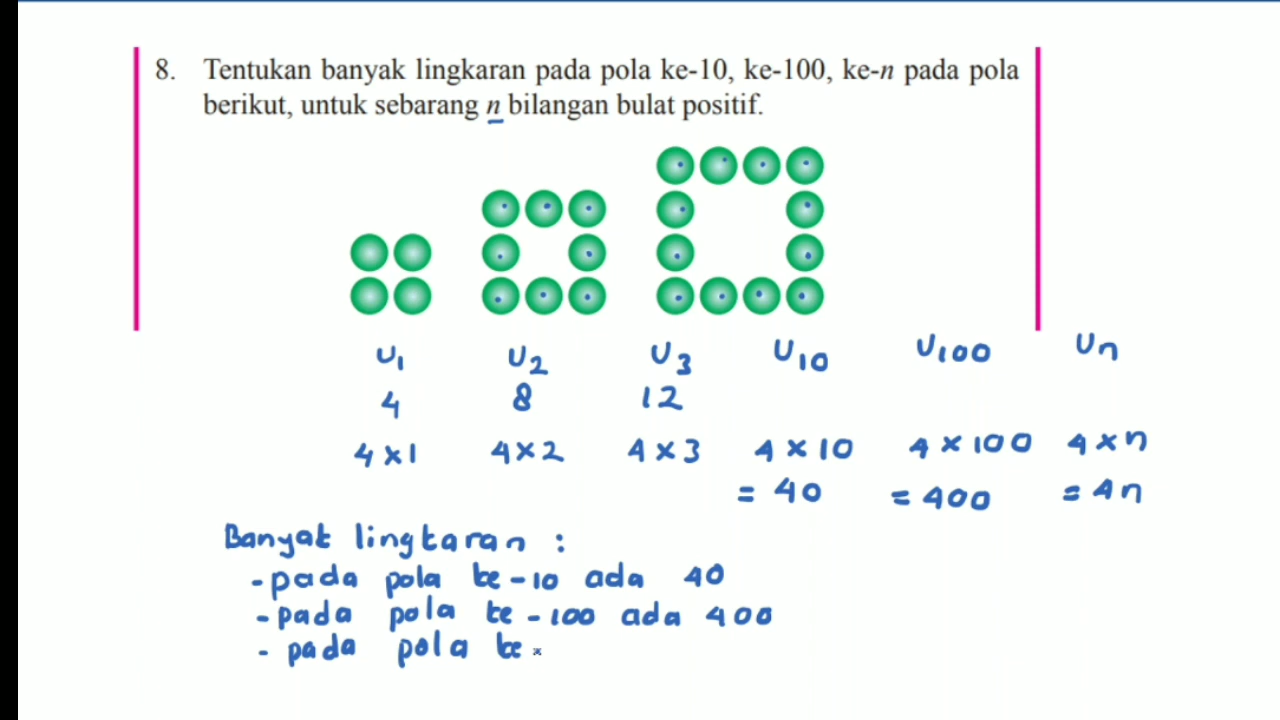 8. Tentukan banyak lingkaran pada pola ke-10, ke-100, ke-n pada pola
berikut, untuk sebarang n bilangan bulat positif.
U1 U2 U3 U10 U100 Un
4 8 12
4 x 1 4 x 2 4 x 3 4 x 10 4 x 100 4 x n
= 40 = 400 = 4n
Banyak lingkaran :
- pada pola ke - 10 ada 40
- pada pola ke - 100 ada 400
- pada pola ke